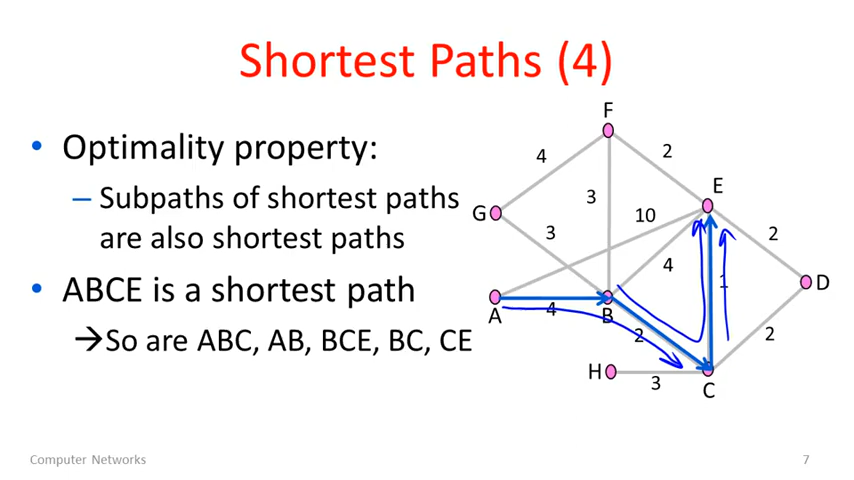 Shortest Paths (4)
• Optimality property:
– Subpaths of shortest paths
are also shortest paths
• ABCE is a shortest path
→So are ABC, AB, BCE, BC, CE
F
4
2
E
3
10
G
3
2
4
1
D
A
4
B
2
2
H
3
C
Computer Networks
7